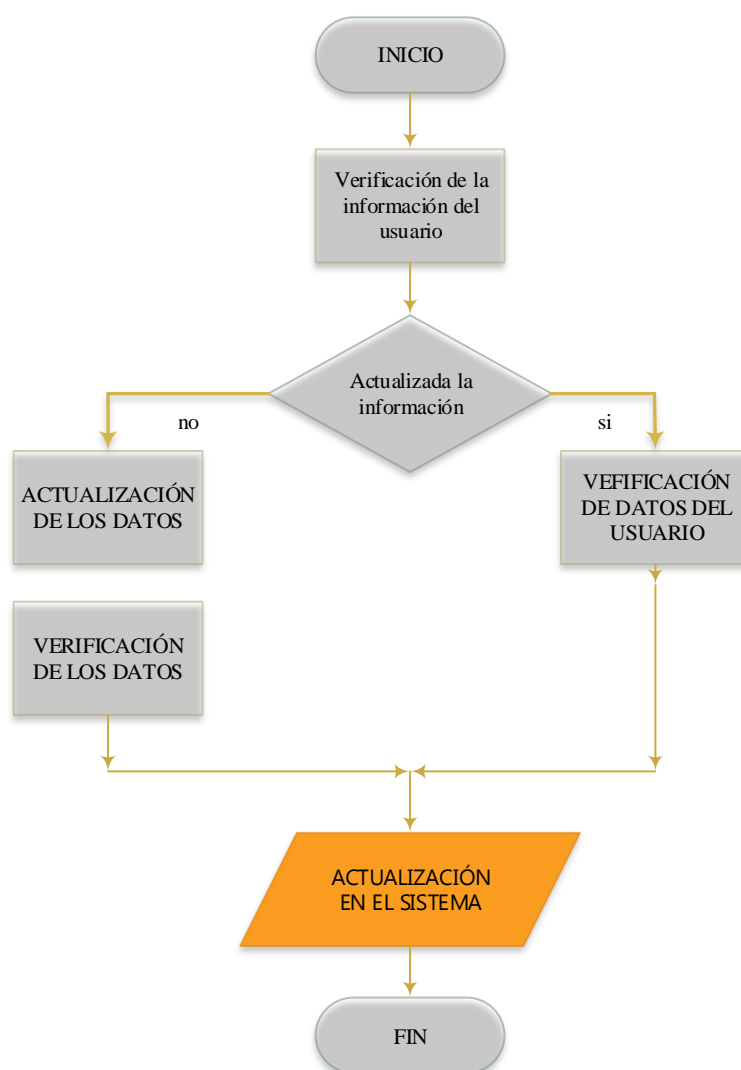 INICIO
Verificación de la
información del
usuario
Actualizada la
información
no
si
ACTUALIZACIÓN
DE LOS DATOS
VEFIFICACIÓN
DE DATOS DEL
USUARIO
VERIFICACIÓN
DE LOS DATOS
ACTUALIZACIÓN
EN EL SISTEMA
FIN